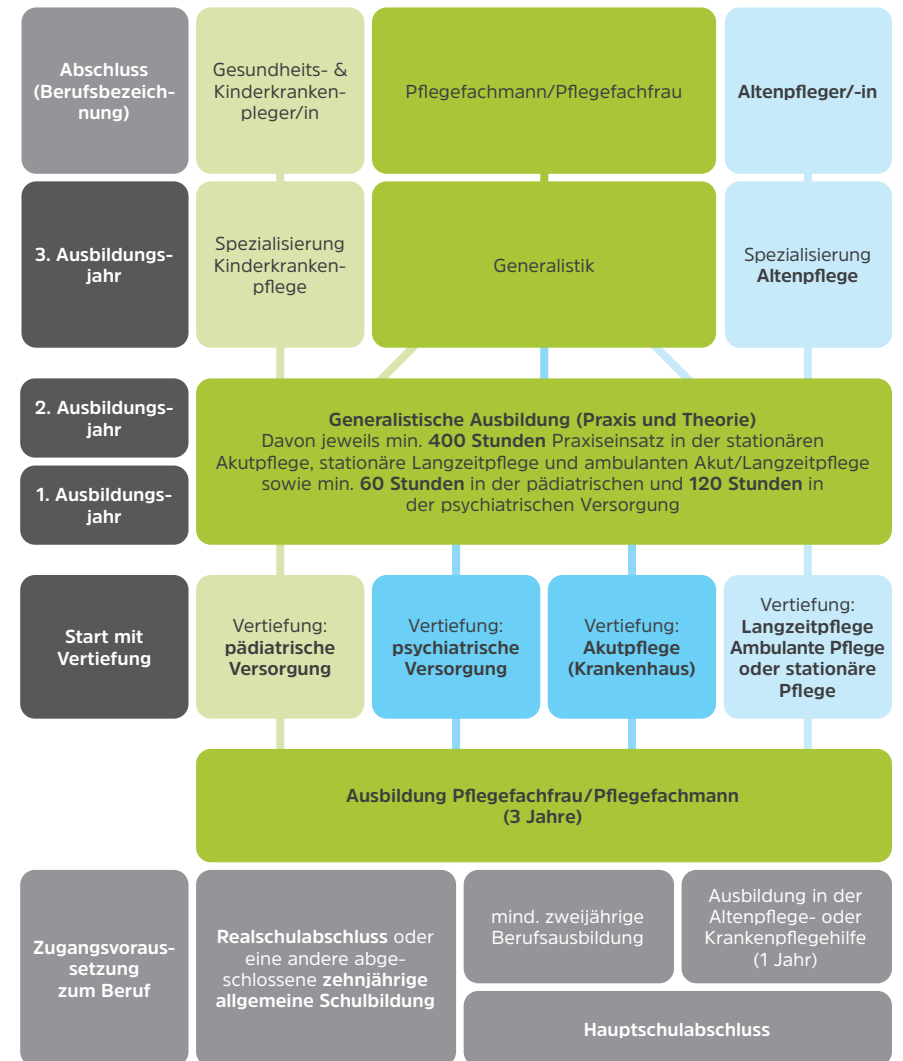 Abschluss
(Berufsbezeich-
nung)
Gesundheits- &
Kinderkranken-
pleger/in
Pflegefachmann/Pflegefachfrau
Altenpfleger/-in
3. Ausbildungs-
jahr
Spezialisierung
Kinderkranken-
pflege
Generalistik
Spezialisierung
Altenpflege
2. Ausbildungs-
jahr
1. Ausbildungs-
jahr
Generalistische Ausbildung (Praxis und Theorie)
Davon jeweils min. 400 Stunden Praxiseinsatz in der stationären
Akutpflege, stationäre Langzeitpflege und ambulanten Akut/Langzeitpflege
sowie min. 60 Stunden in der pädiatrischen und 120 Stunden in
der psychiatrischen Versorgung
Start mit
Vertiefung
Vertiefung:
pädiatrische
Versorgung
Vertiefung:
psychiatrische
Versorgung
Vertiefung:
Akutpflege
(Krankenhaus)
Vertiefung:
Langzeitpflege
Ambulante Pflege
oder stationäre
Pflege
Ausbildung Pflegefachfrau/Pflegefachmann
(3 Jahre)
Zugangsvoraus-
setzung
zum Beruf
Realschulabschluss oder
eine andere abge-
schlossene zehnjährige
allgemeine Schulbildung
mind. zweijährige
Berufsausbildung
Ausbildung in der
Altenpflege- oder
Krankenpflegehilfe
(1 Jahr)
Hauptschulabschluss